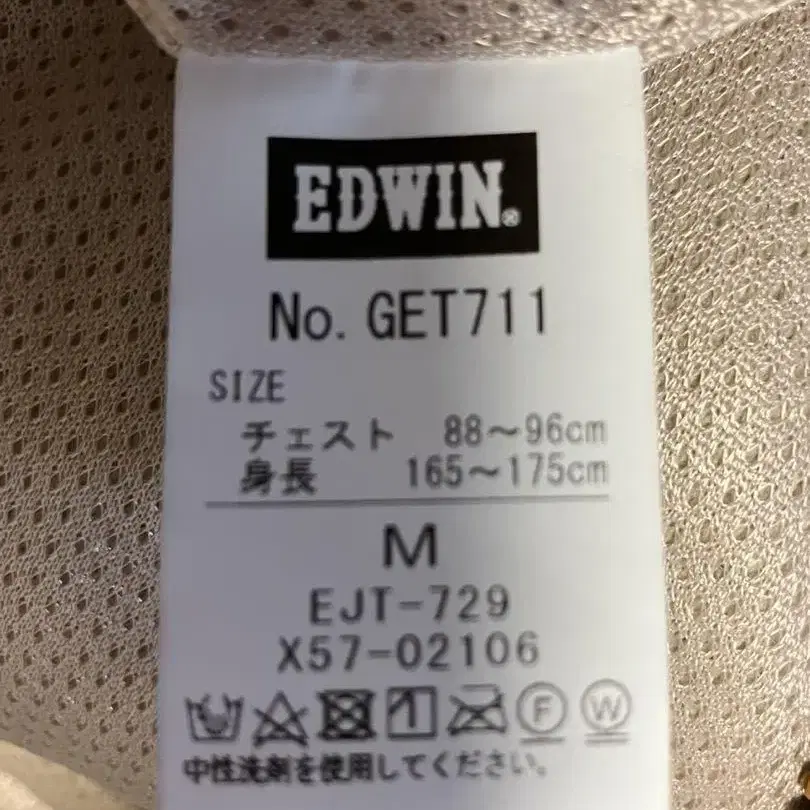 EDWIN®
No. GET711
SIZE
チェスト 88〜96cm
身長 165〜175cm
M
EJT-729
X57-02106
F W
中性洗剤を使用してください。